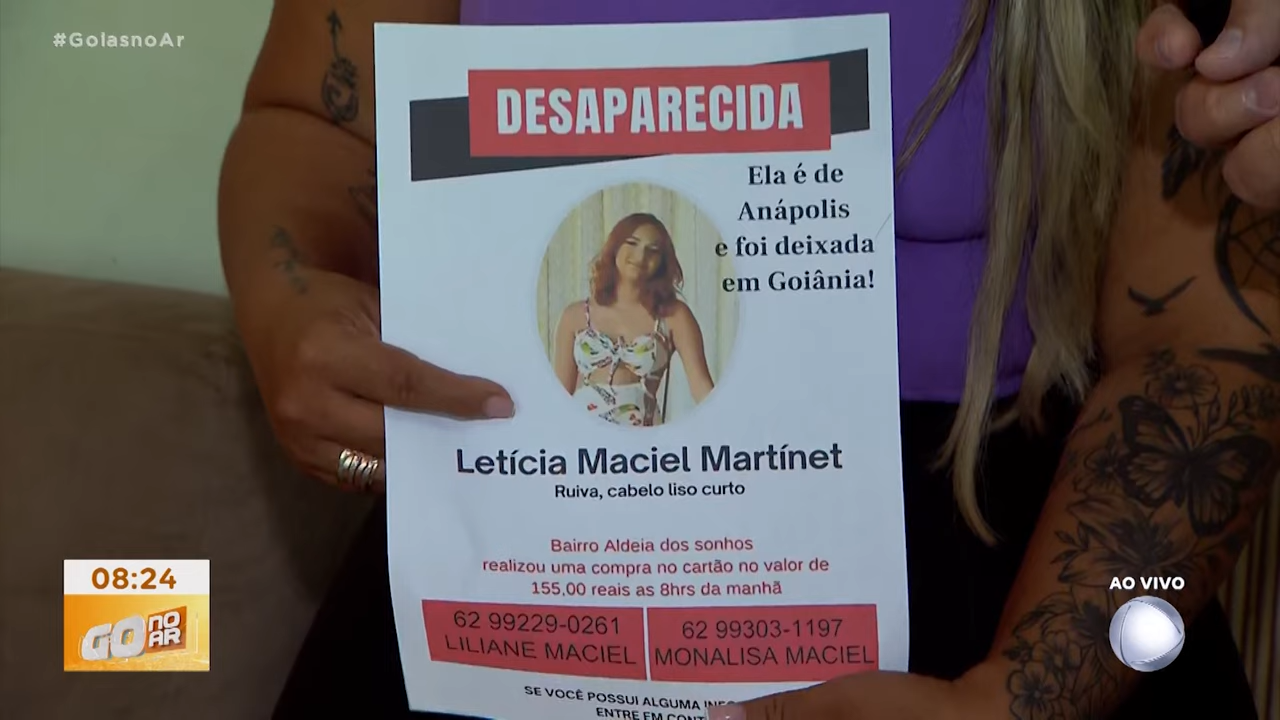 #GoIasnoAr
DESAPARECIDA
Ela é de
Anápolis
e foi deixada
em Goiânia!
Letícia Maciel Martínet
Ruiva, cabelo liso curto
Bairro Aldeia dos sonhos
realizou uma compra no cartão no valor de
155,00 reais as 8hrs da manhã
62 99229-0261
LILIANE MACIEL
62 99303-1197
MONALISA MACIEL
SE VOCÊ POSSUI ALGUMA
ENTRE EM
08:24
GO NO AR
AO VIVO